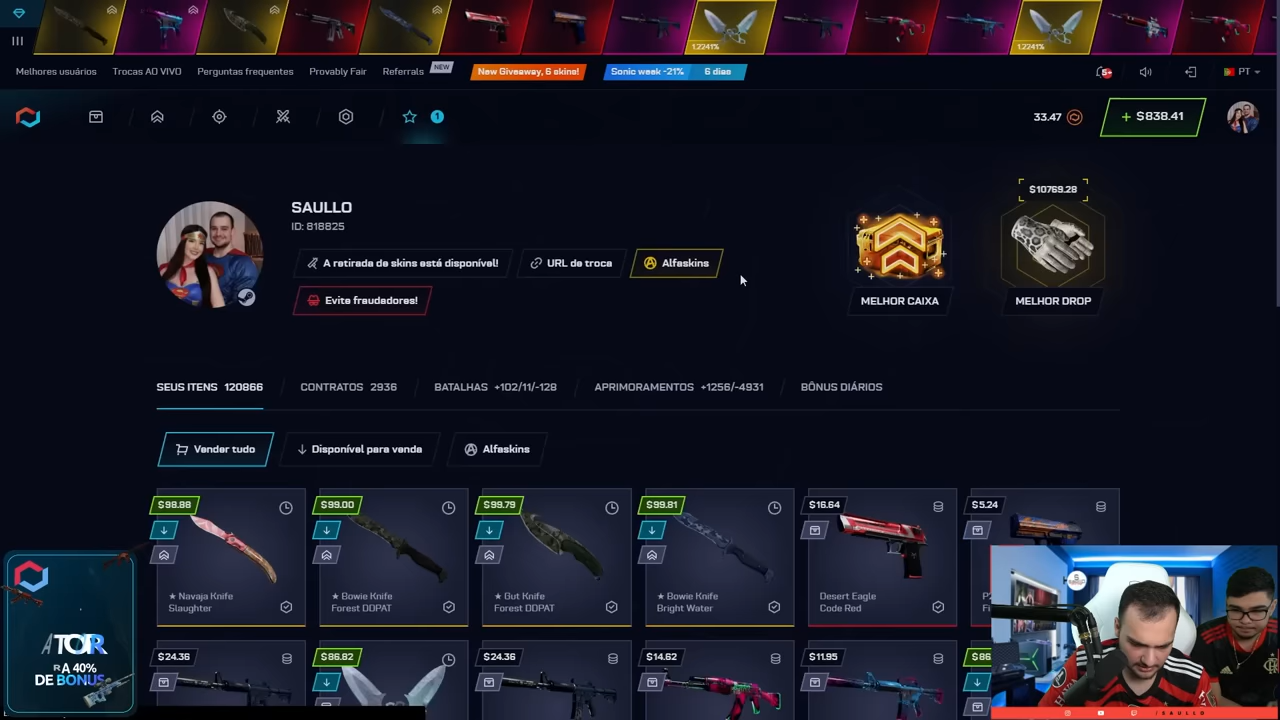 1.2241%
1.2241%
Melhores usuários
Trocas AO VIVO
Perguntas frequentes
Provably Fair
Referrals
NEW
New Giveaway, 6 skins!
Sonic week -21%
6 dias
5+
PT
1
33.47
+ $838.41
SAULLO
ID: 818825
A retirada de skins está disponível!
URL de troca
Alfaskins
Evite fraudadores!
$10769.28
MELHOR CAIXA
MELHOR DROP
SEUS ITENS 120866
CONTRATOS 2936
BATALHAS +102/11/-128
APRIMORAMENTOS +1256/-4931
BÔNUS DIÁRIOS
Vender tudo
Disponível para venda
Alfaskins
$98.88
★ Navaja Knife
Slaughter
$99.00
★ Bowie Knife
Forest DDPAT
$99.79
★ Gut Knife
Forest DDPAT
$99.81
★ Bowie Knife
Bright Water
$16.64
Desert Eagle
Code Red
$5.24
$24.36
$86.82
$24.36
$14.62
$11.95
DE BONUS
/SAULLO